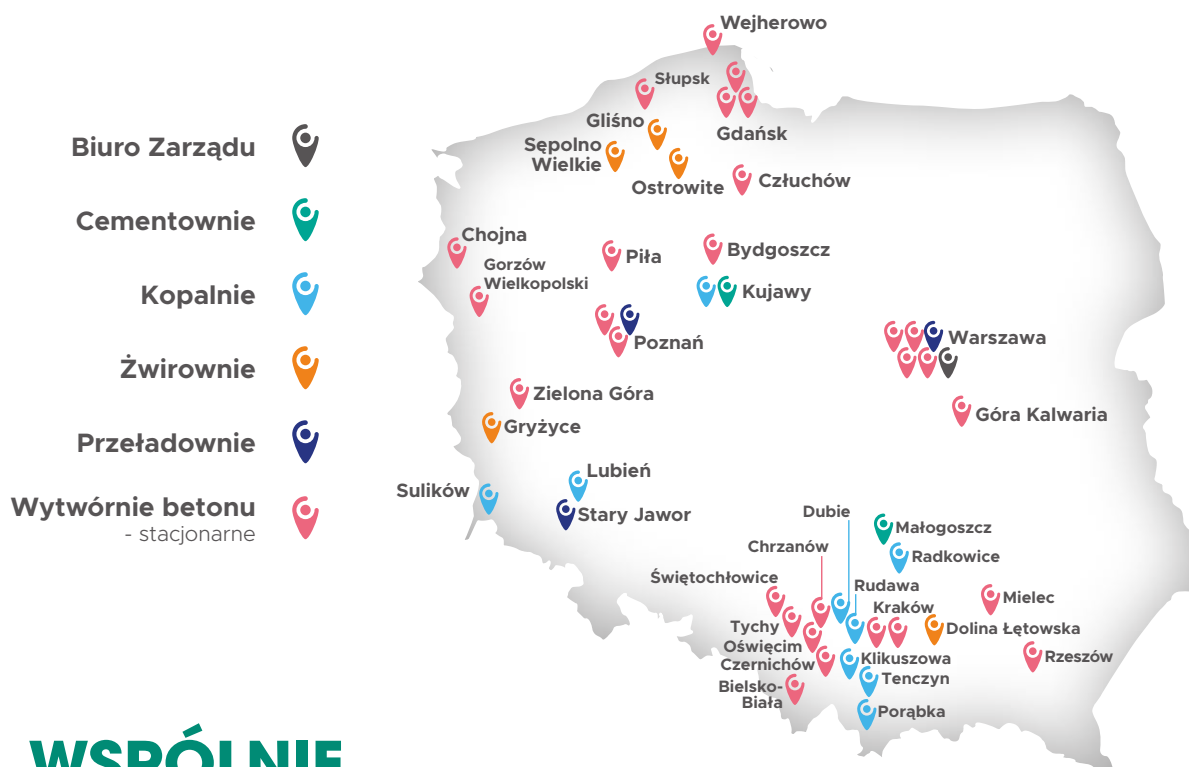 Biuro Zarządu
Cementownie
Kopalnie
Żwirownie
Przeładownie
Wytwórnie betonu
- stacjonarne
Wejherowo
Słupsk
Gdańsk
Gliśno
Sępolno
Wielkie
Ostrowite
Człuchów
Chojna
Gorzów
Wielkopolski
Piła
Bydgoszcz
Kujawy
Poznań
Warszawa
Zielona Góra
Góra Kalwaria
Gryżyce
Lubień
Sulików
Stary Jawor
Dubie
Małogoszcz
Chrzanów
Radkowice
Świętochłowice
Rudawa
Mielec
Kraków
Tychy
Dolina Łętowska
Oświęcim
Czernichów
Klikuszowa
Rzeszów
Tenczyn
Bielsko-
Biała
Porąbka
WSPÓLNIE